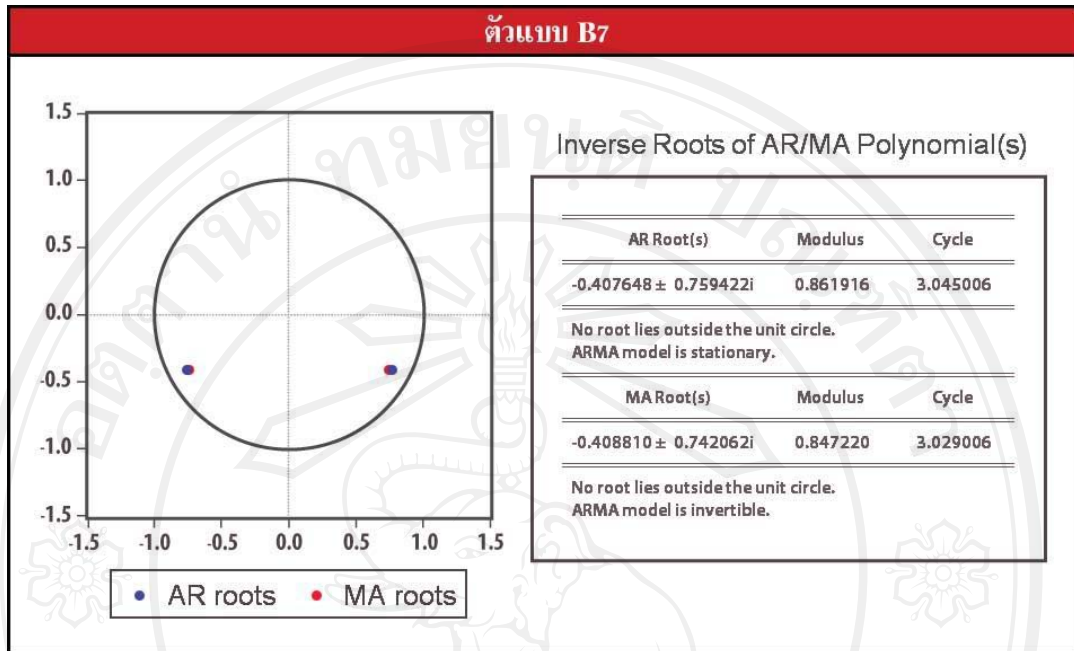 ตัวแบบ B7
1.5
1.0
0.5
0.0
-0.5
-1.0
-1.5
-1.5 -1.0 -0.5 0.0 0.5 1.0 1.5
AR roots MA roots
Inverse Roots of AR/MA Polynomial(s)
AR Root(s) Modulus Cycle
-0.407648 ± 0.759422i 0.861916 3.045006
No root lies outside the unit circle.
ARMA model is stationary.
MA Root(s) Modulus Cycle
-0.408810 ± 0.742062i 0.847220 3.029006
No root lies outside the unit circle.
ARMA model is invertible.